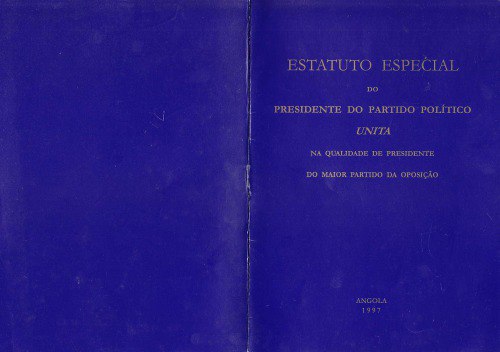 ESTATUTO ESPECIAL
DO
PRESIDENTE DO PARTIDO POLÍTICO
UNITA
NA QUALIDADE DE PRESIDENTE
DO MAIOR PARTIDO DA OPOSIÇÃO
ANGOLA
1997